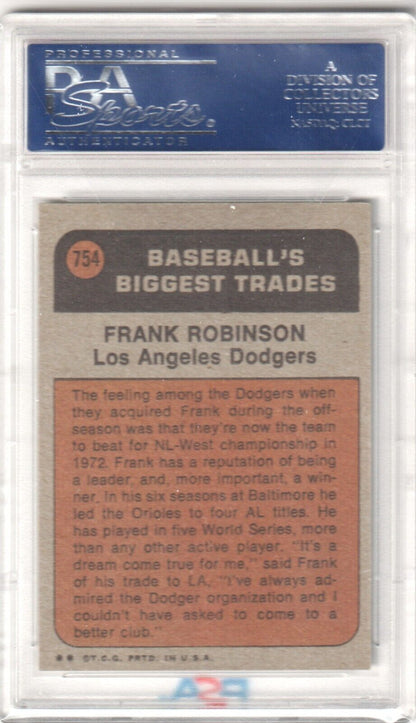 PROFESSIONAL
PSA
Sports
AUTHENTICATOR
A
DIVISION OF
COLLECTORS
UNIVERSE
NASDAQ: CLCT
754
BASEBALL'S
BIGGEST TRADES
FRANK ROBINSON
Los Angeles Dodgers
The feeling among the Dodgers when
they acquired Frank during the off-
season was that they're now the team
to beat for NL-West championship in
1972. Frank has a reputation of being
a leader, and, more important, a win-
ner. In his six seasons at Baltimore he
led the Orioles to four AL titles. He
has played in five World Series, more
than any other active player. "It's a
dream come true for me," said Frank
of his trade to LA. "I've always ad-
mired the Dodger organization and I
couldn't have asked to come to a
better club."
** ©T.C.G. PRTD. IN U.S.A.
PSA